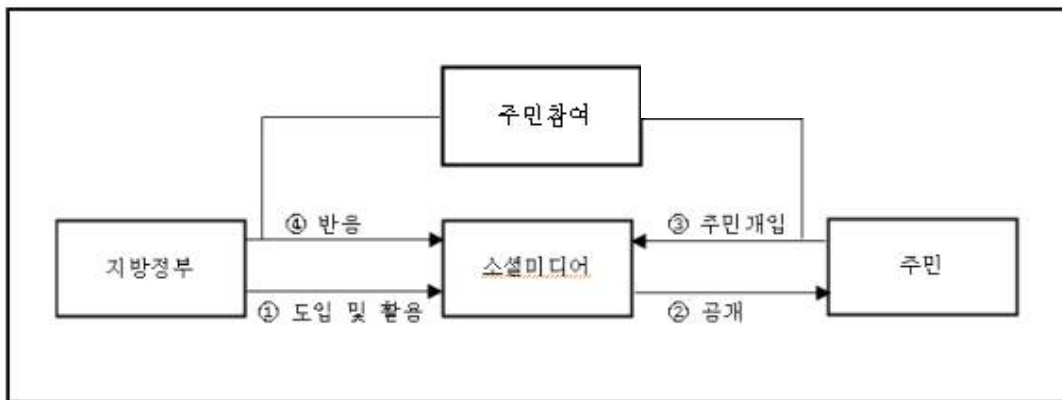 주민참여
④ 반응
③ 주민개입
지방정부
소셜미디어
주민
① 도입 및 활용
② 공개